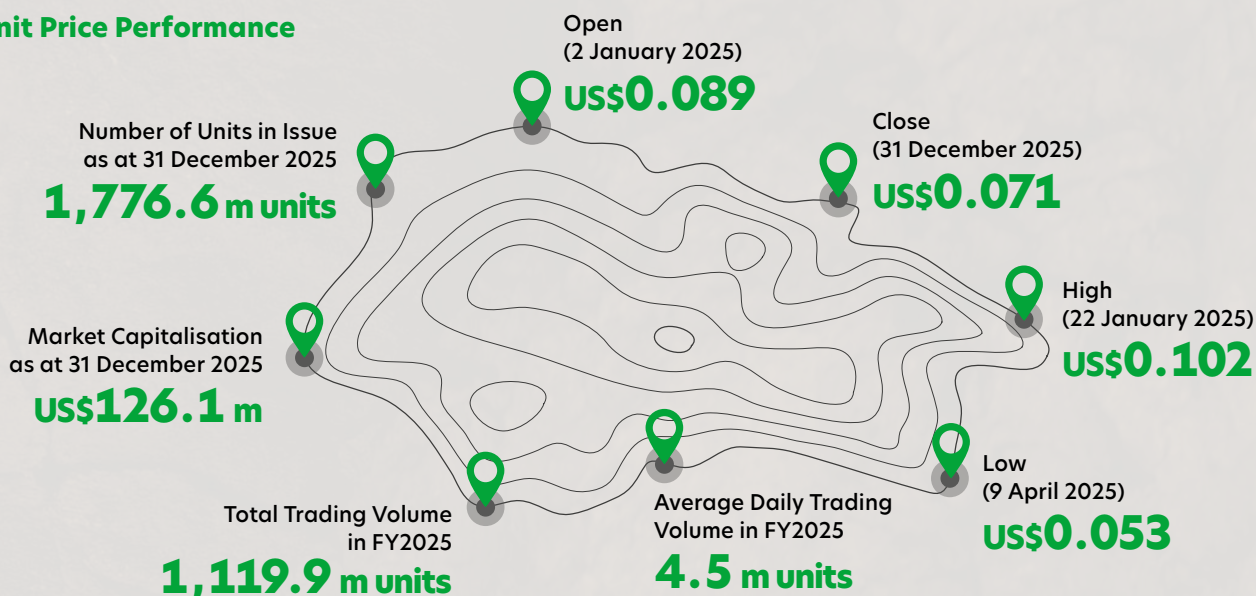 nit Price Performance
Open
(2 January 2025)
US$0.089
Close
(31 December 2025)
US$0.071
High
(22 January 2025)
US$0.102
Low
(9 April 2025)
US$0.053
Average Daily Trading
Volume in FY2025
4.5 m units
Total Trading Volume
in FY2025
1,119.9 m units
Market Capitalisation
as at 31 December 2025
US$126.1 m
Number of Units in Issue
as at 31 December 2025
1,776.6 m units